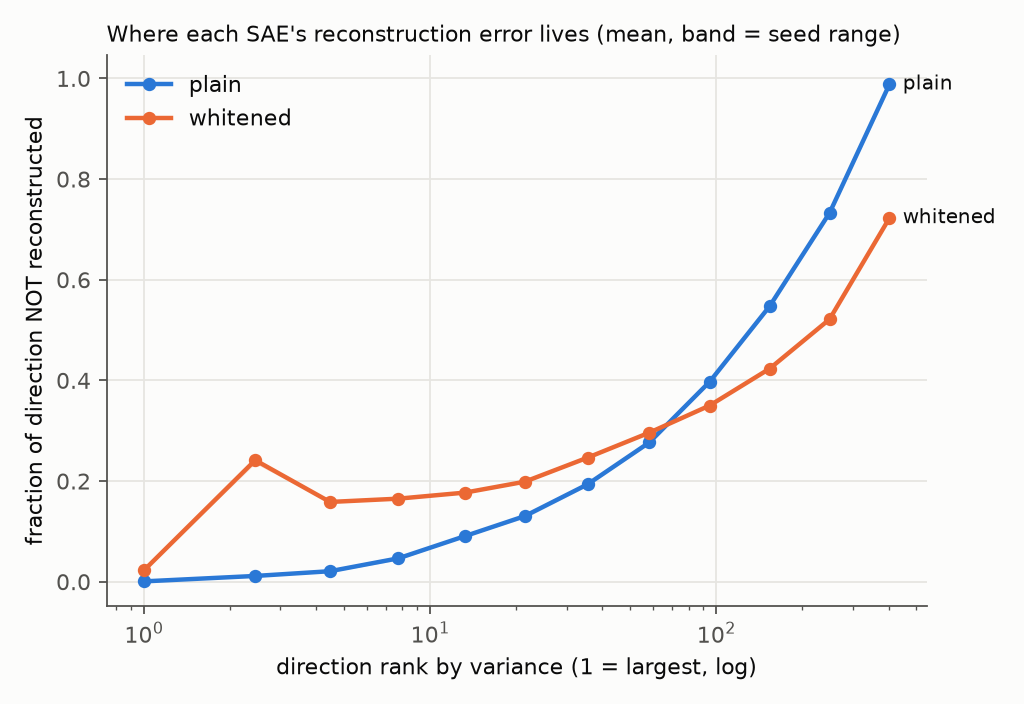 Where each SAE's reconstruction error lives (mean, band = seed range)
plain
whitened
fraction of direction NOT reconstructed
1.0
0.8
0.6
0.4
0.2
0.0
plain
whitened
10⁰
10¹
10²
direction rank by variance (1 = largest, log)